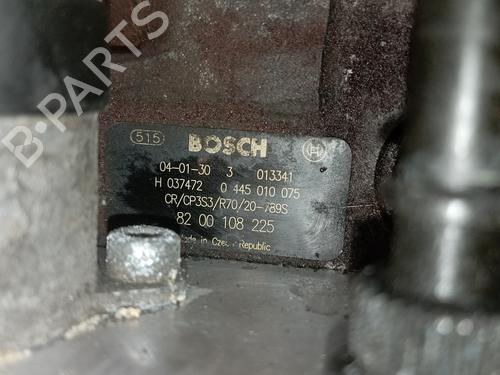 B-PARTS
515 BOSCH
04-01-30 3 013341
H 037472 0 445 010 075
CR/CP3S3/R70/20-789S
82 00 108 225
Made in Czech Republic